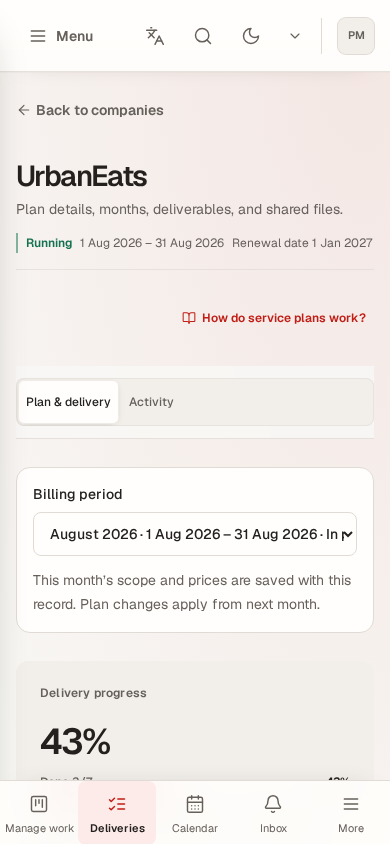 Menu
PM
Back to companies
UrbanEats
Plan details, months, deliverables, and shared files.
Running 1 Aug 2026 – 31 Aug 2026 Renewal date 1 Jan 2027
How do service plans work?
Plan & delivery Activity
Billing period
August 2026 · 1 Aug 2026 – 31 Aug 2026 · In
This month's scope and prices are saved with this
record. Plan changes apply from next month.
Delivery progress
43%
Manage work Deliveries Calendar Inbox More